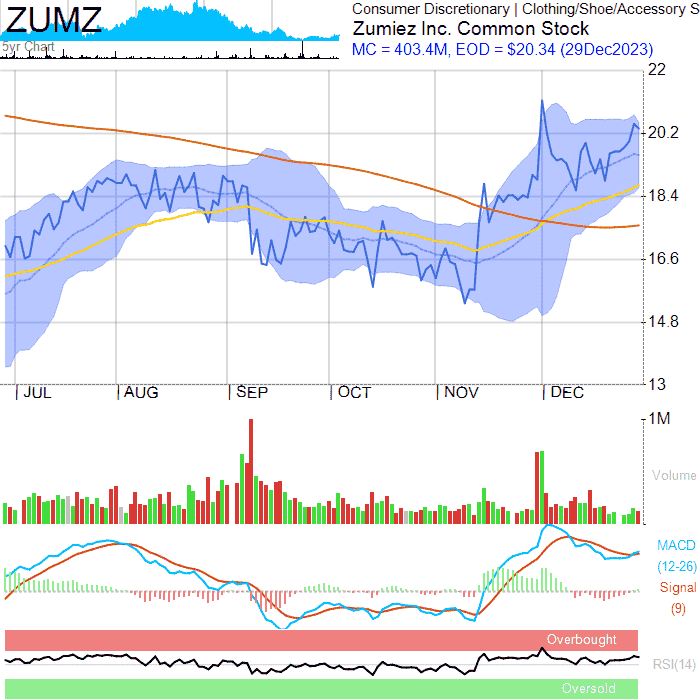 ZUMZ
5yr Chart
Consumer Discretionary | Clothing/Shoe/Accessory S
Zumiez Inc. Common Stock
MC = 403.4M, EOD = $20.34 (29Dec2023)
22
20.2
18.4
16.6
14.8
13
JUL AUG SEP OCT NOV DEC
1M
Volume
MACD
(12-26)
Signal
(9)
Overbought
RSI(14)
Oversold